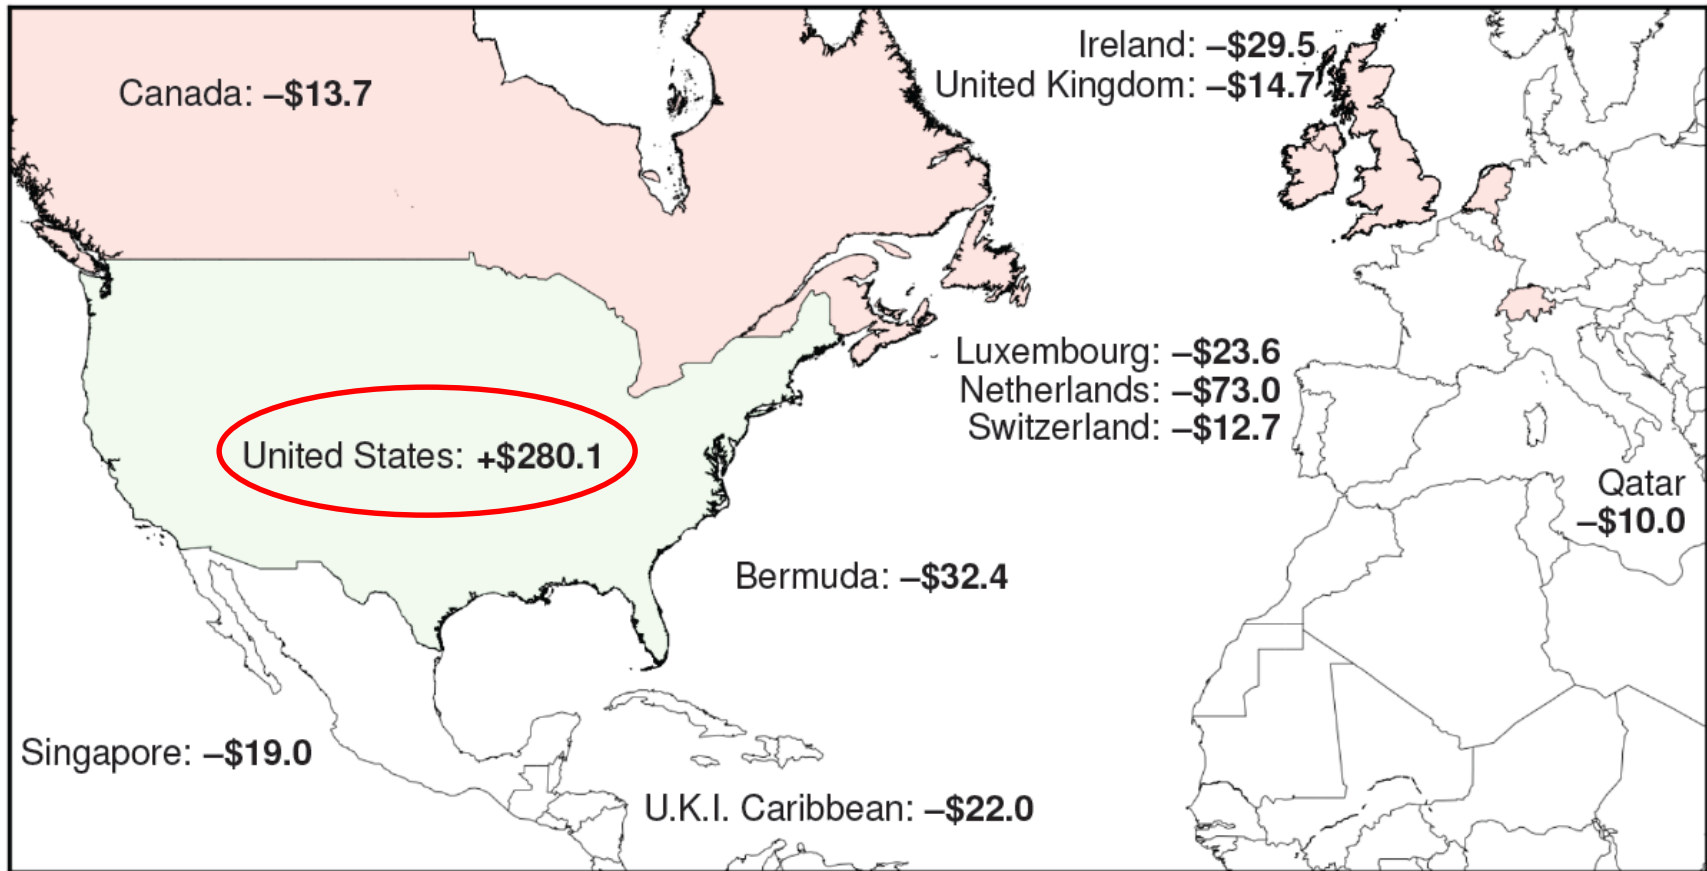 Ireland: –$29.5
United Kingdom: –$14.7
Canada: –$13.7
Luxembourg: –$23.6
Netherlands: –$73.0
Switzerland: –$12.7
United States: +$280.1
Qatar
–$10.0
Bermuda: –$32.4
Singapore: –$19.0
U.K.I. Caribbean: –$22.0